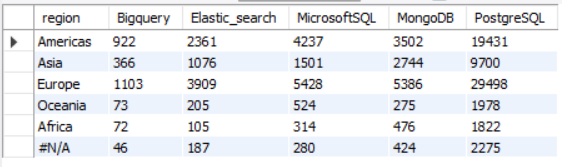 region Bigquery Elastic_search MicrosoftSQL MongoDB PostgreSQL
Americas 922 2361 4237 3502 19431
Asia 366 1076 1501 2744 9700
Europe 1103 3909 5428 5386 29498
Oceania 73 205 524 275 1978
Africa 72 105 314 476 1822
#N/A 46 187 280 424 2275